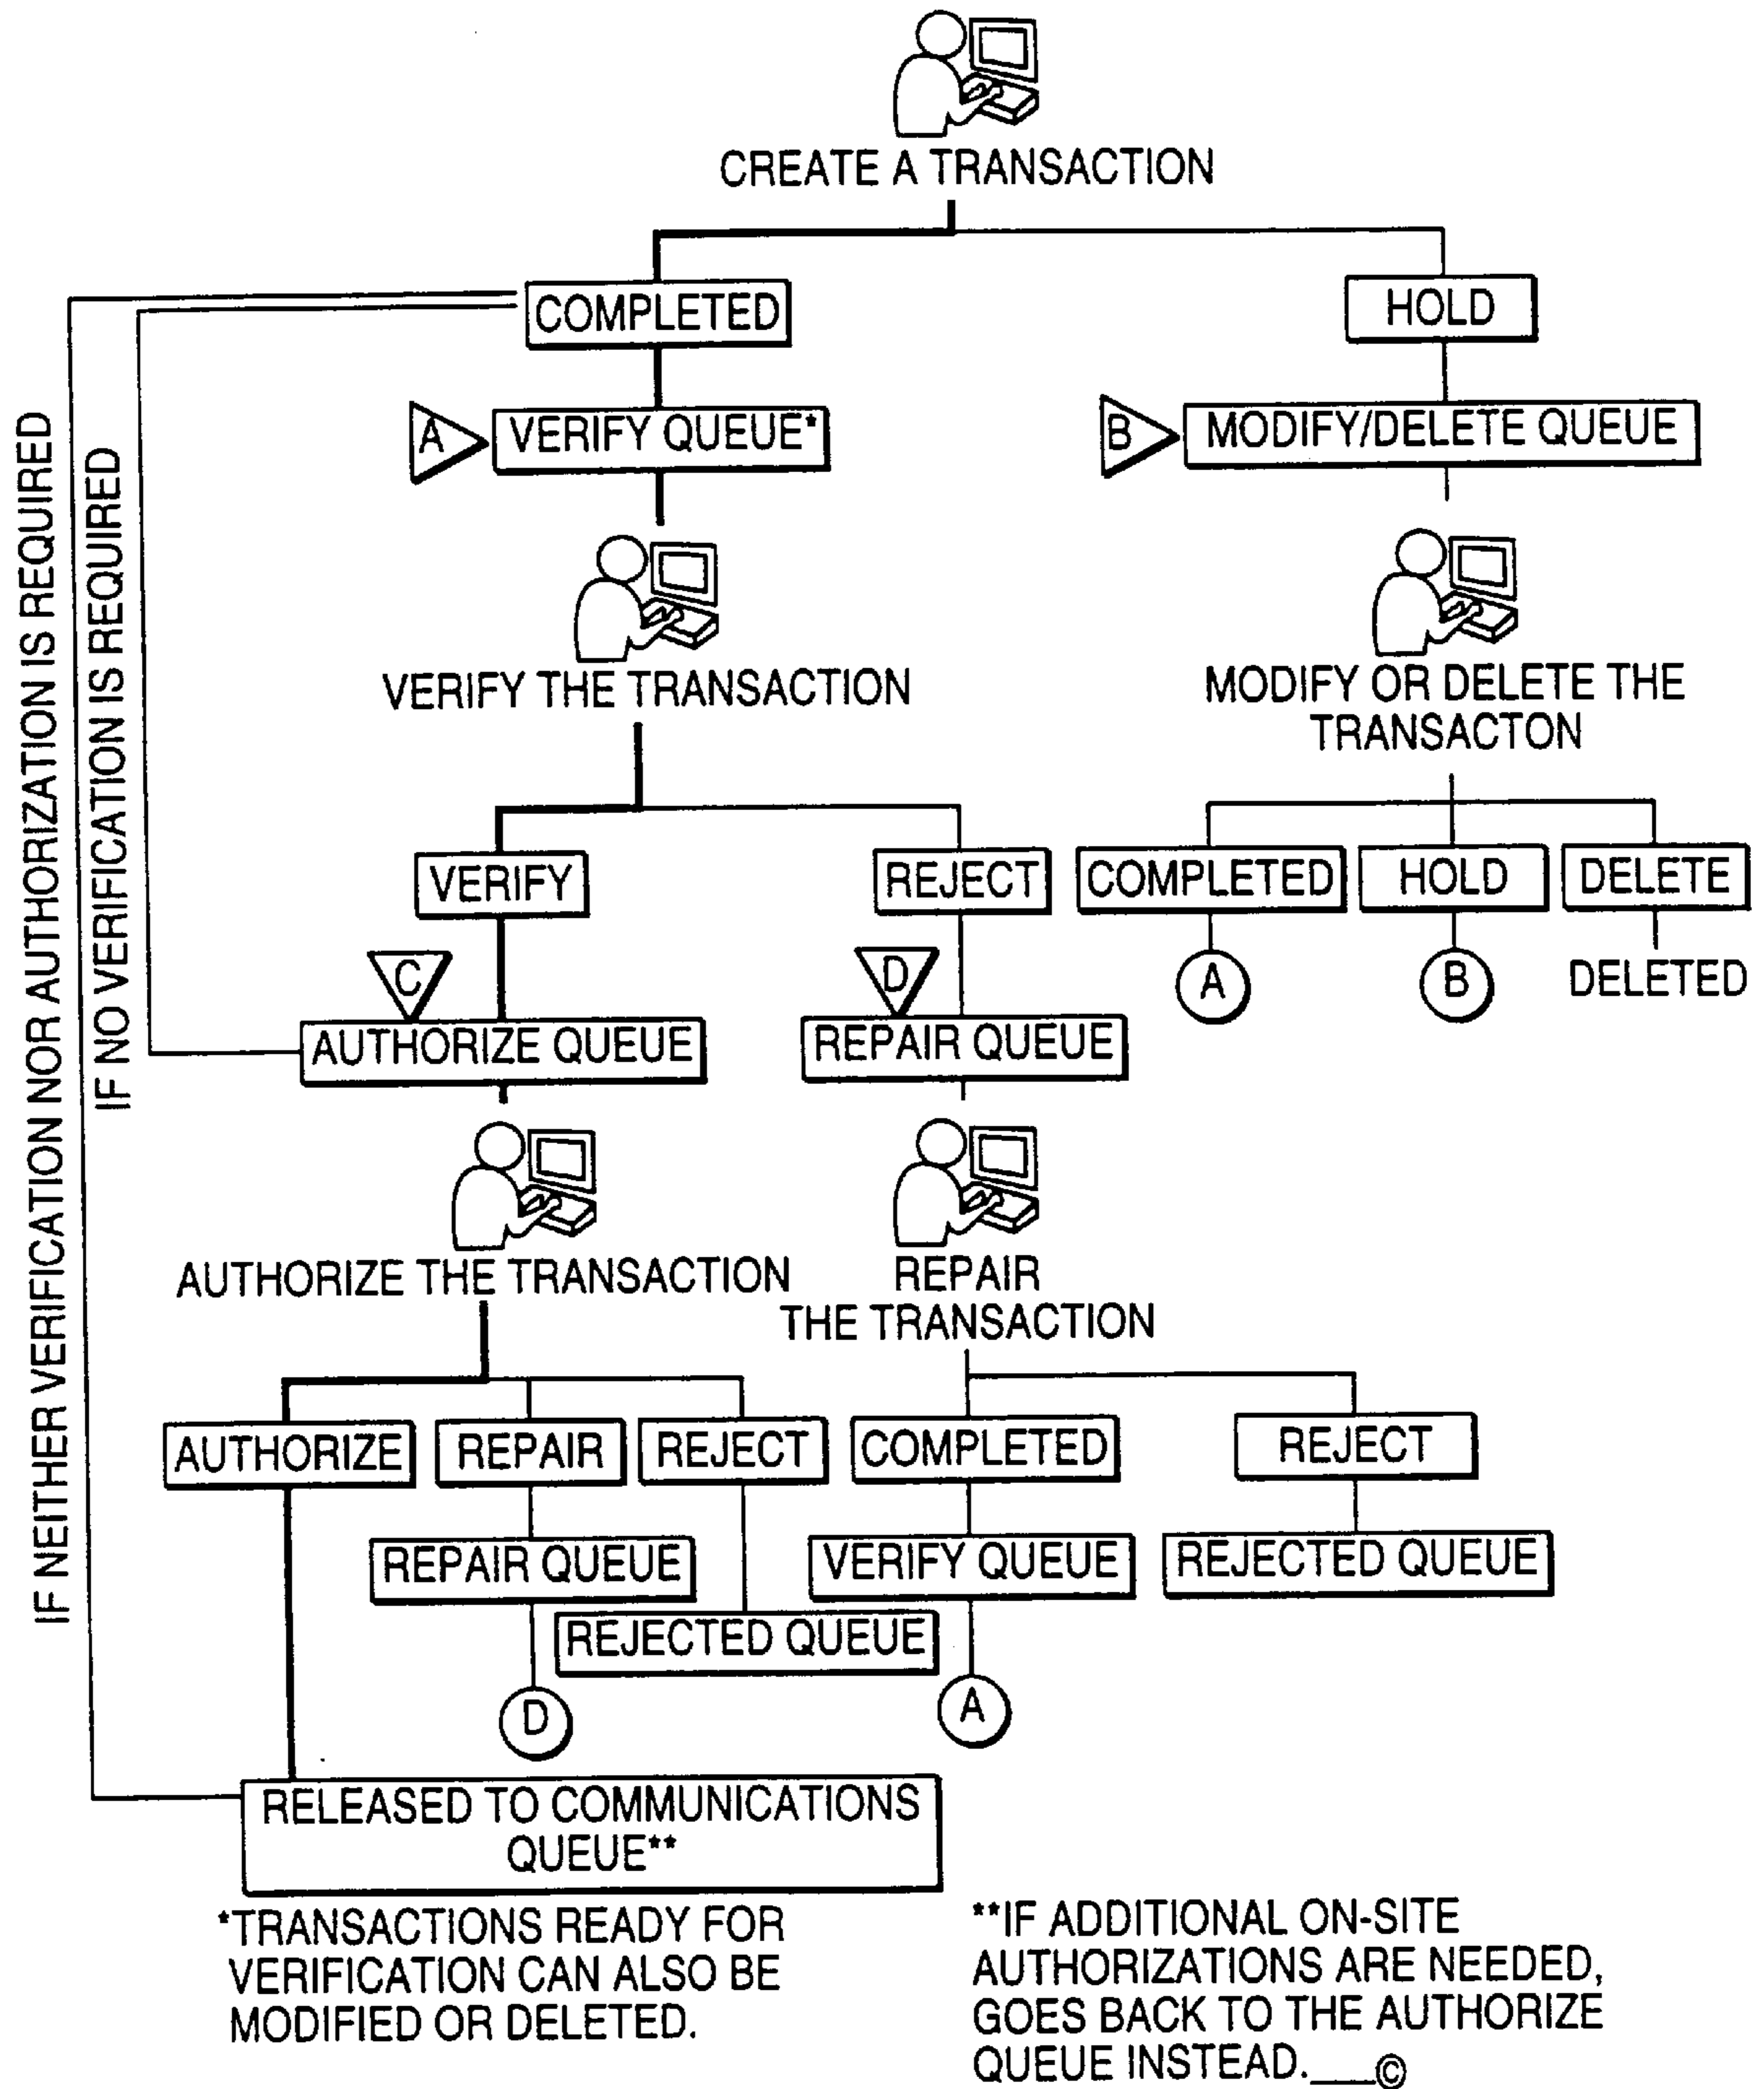 CREATE A TRANSACTION
COMPLETED
HOLD
A
VERIFY QUEUE*
B
MODIFY/DELETE QUEUE
IF NEITHER VERIFICATION NOR AUTHORIZATION IS REQUIRED
IF NO VERIFICATION IS REQUIRED
VERIFY THE TRANSACTION
MODIFY OR DELETE THE
TRANSACTON
VERIFY
REJECT
COMPLETED
HOLD
DELETE
C
D
A
B
DELETED
AUTHORIZE QUEUE
REPAIR QUEUE
AUTHORIZE THE TRANSACTION
REPAIR
THE TRANSACTION
AUTHORIZE
REPAIR
REJECT
COMPLETED
REJECT
REPAIR QUEUE
VERIFY QUEUE
REJECTED QUEUE
REJECTED QUEUE
D
A
RELEASED TO COMMUNICATIONS
QUEUE**
*TRANSACTIONS READY FOR
VERIFICATION CAN ALSO BE
MODIFIED OR DELETED.
**IF ADDITIONAL ON-SITE
AUTHORIZATIONS ARE NEEDED,
GOES BACK TO THE AUTHORIZE
QUEUE INSTEAD.___©